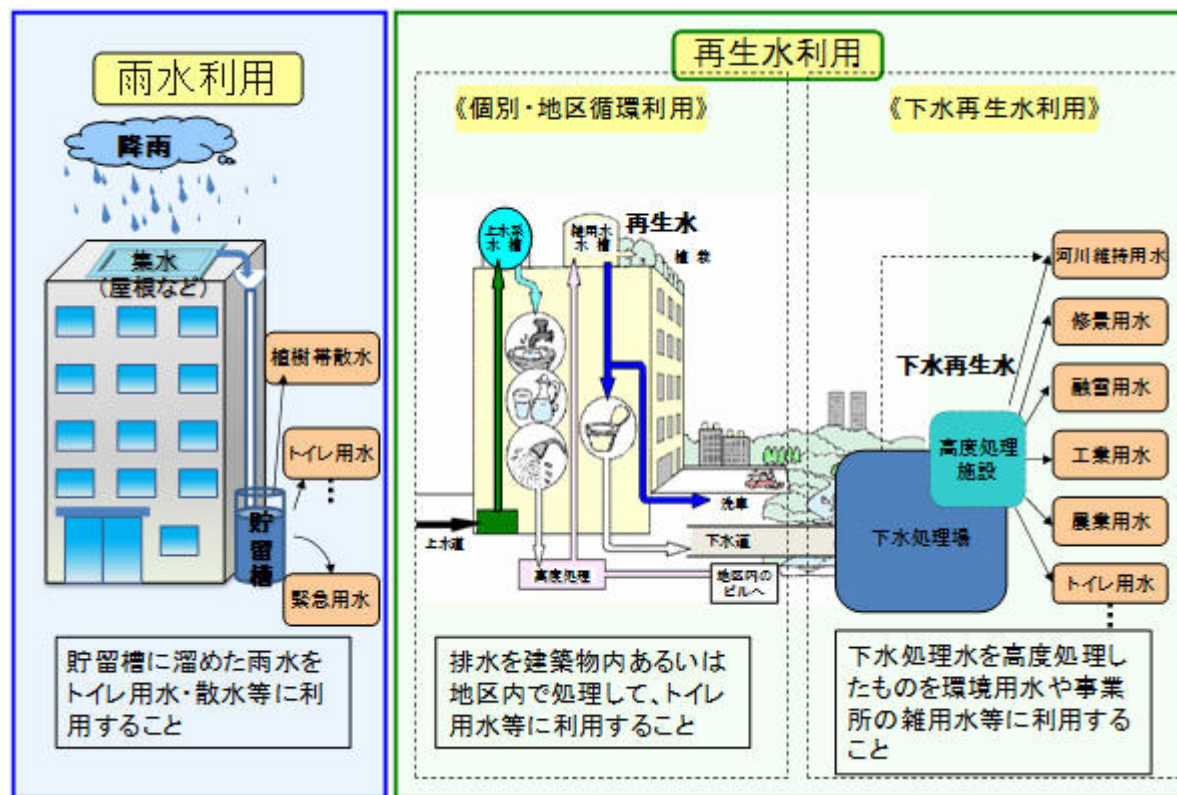 雨水利用
降雨
集水
(屋根など)
植樹帯散水
トイレ用水
貯留槽
緊急用水
貯留槽に溜めた雨水を
トイレ用水・散水等に利
用すること
再生水利用
《個別・地区循環利用》
上水系
水槽
雑用水
水槽
再生水
植栽
洗車
上水道
下水道
高度処理
地区内の
ビルへ
排水を建築物内あるいは
地区内で処理して、トイレ
用水等に利用すること
《下水再生水利用》
河川維持用水
修景用水
下水再生水
融雪用水
高度処理
施設
工業用水
農業用水
下水処理場
トイレ用水
下水処理水を高度処理し
たものを環境用水や事業
所の雑用水等に利用する
こと